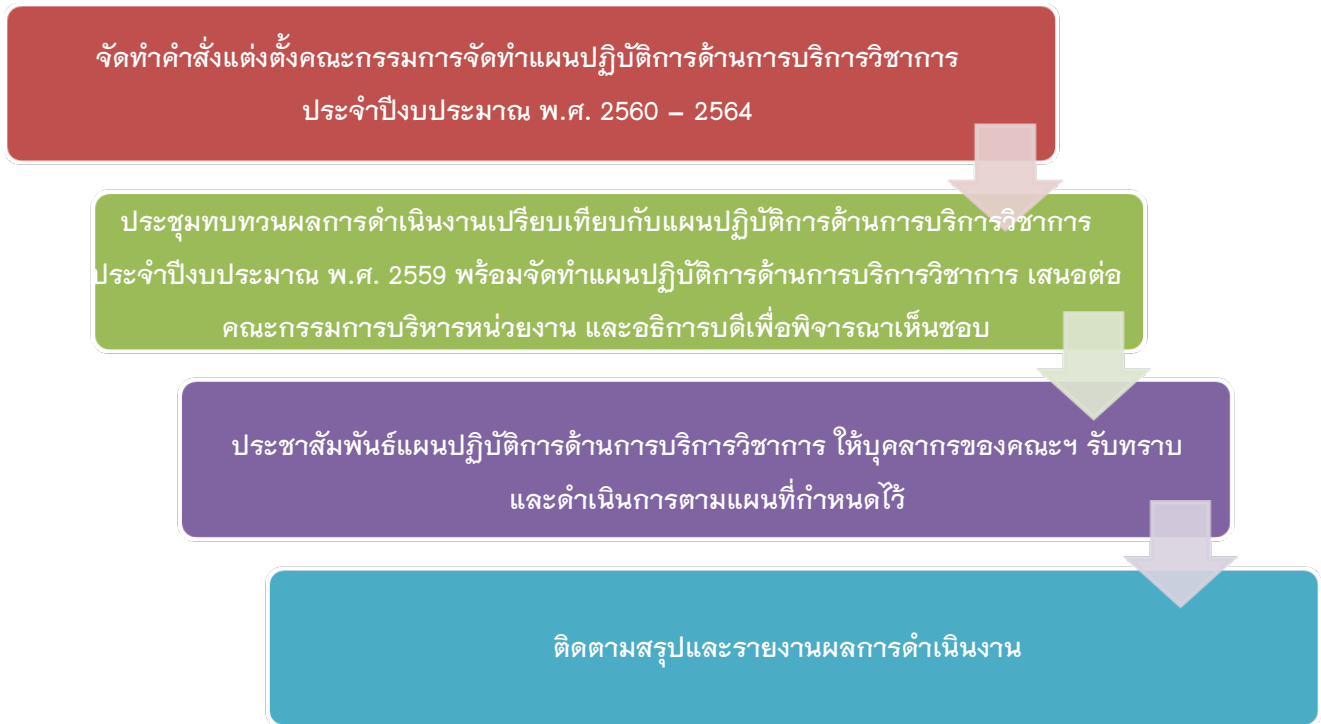 จัดทำคำสั่งแต่งตั้งคณะกรรมการจัดทำแผนปฏิบัติการด้านการบริการวิชาการ
ประจำปีงบประมาณ พ.ศ. 2560 – 2564
ประชุมทบทวนผลการดำเนินงานเปรียบเทียบกับแผนปฏิบัติการด้านการบริการวิชาการ
ประจำปีงบประมาณ พ.ศ. 2559 พร้อมจัดทำแผนปฏิบัติการด้านการบริการวิชาการ เสนอต่อ
คณะกรรมการบริหารหน่วยงาน และอธิการบดีเพื่อพิจารณาเห็นชอบ
ประชาสัมพันธ์แผนปฏิบัติการด้านการบริการวิชาการ ให้บุคลากรของคณะฯ รับทราบ
และดำเนินการตามแผนที่กำหนดไว้
ติดตามสรุปและรายงานผลการดำเนินงาน